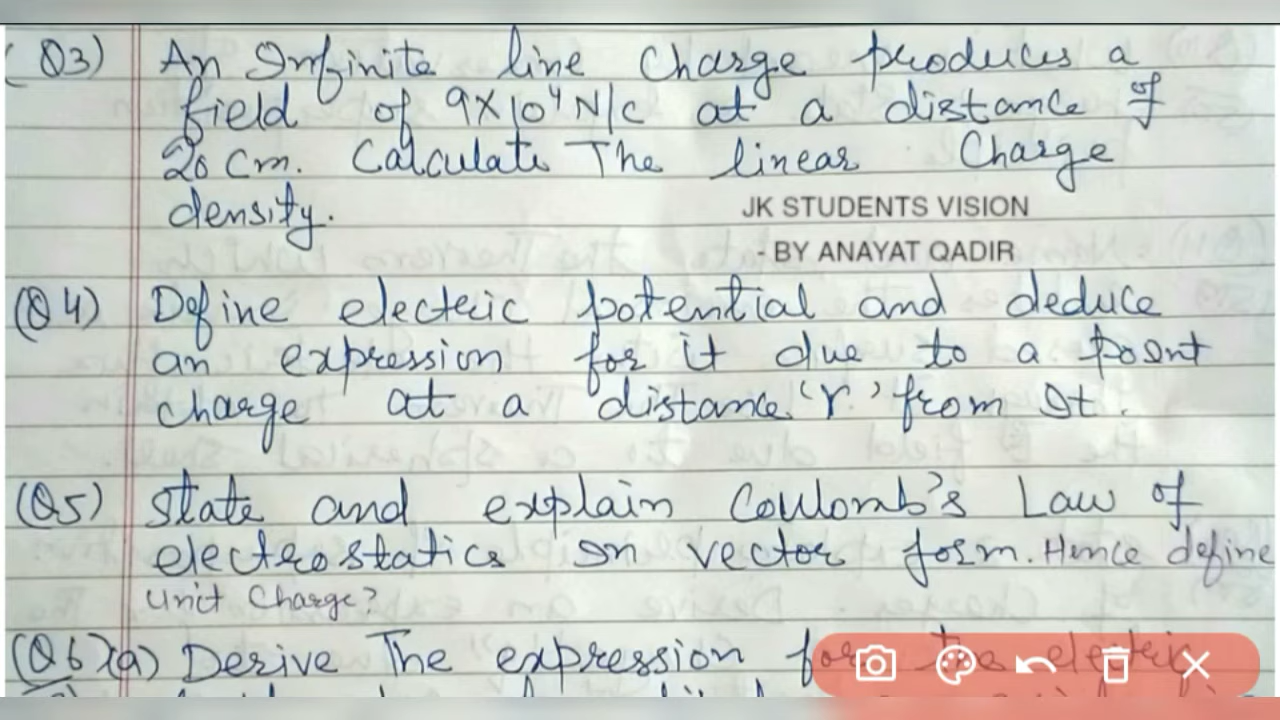 (Q3) An Infinite line Charge produces a
field of 9X10⁴ N/C at a distance of
20 Cm. Calculate The linear Charge
density.
JK STUDENTS VISION
- BY ANAYAT QADIR
(Q4) Define electric potential and deduce
an expression for it due to a point
charge at a distance 'r' from It.
(Q5) State and explain Coulomb's Law of
electrostatics In vector form. Hence define
Unit Charge?
(Q6)(a) Derive The expression for the electric